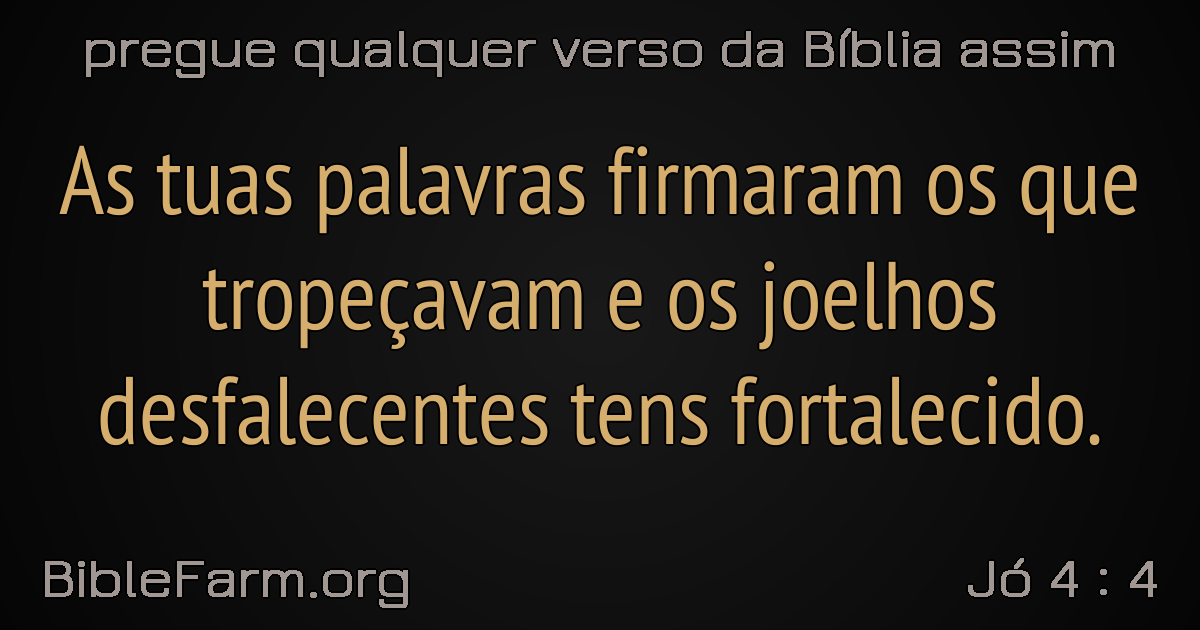 pregue qualquer verso da Bíblia assim
As tuas palavras firmaram os que
tropeçavam e os joelhos
desfalecentes tens fortalecido.
BibleFarm.org
Jó 4 : 4